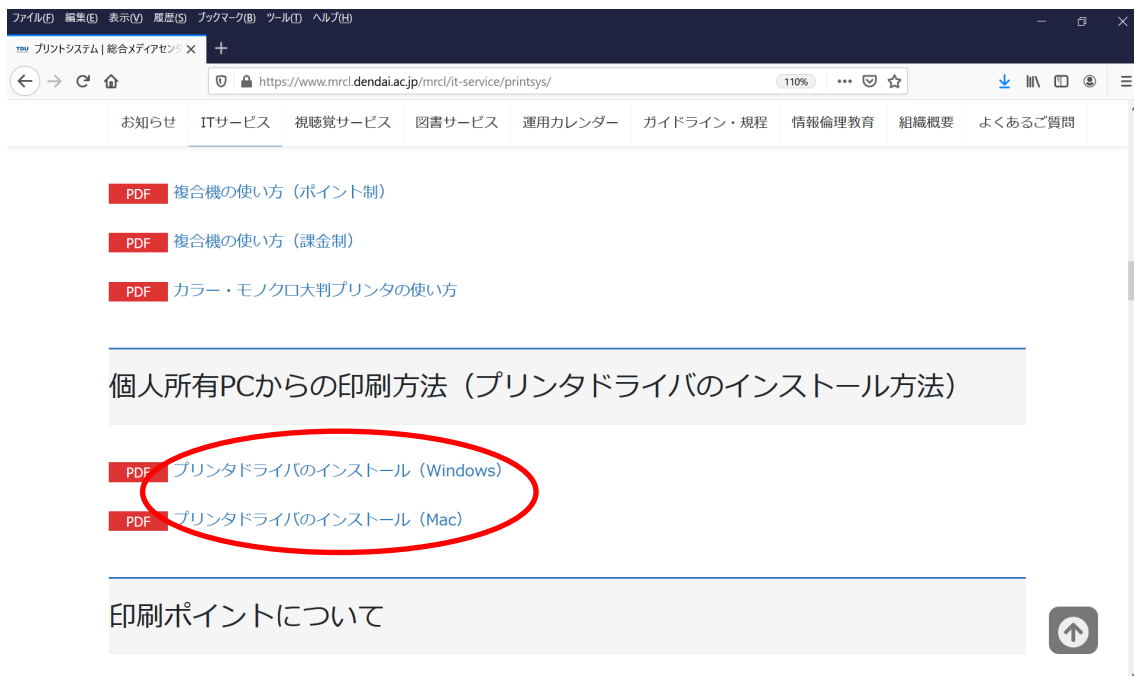 ファイル(F) 編集(E) 表示(V) 履歴(S) ブックマーク(B) ツール(T) ヘルプ(H)
TDU プリントシステム | 総合メディアセンタ
https://www.mrcl.dendai.ac.jp/mrcl/it-service/printsys/ 110%
お知らせ ITサービス 視聴覚サービス 図書サービス 運用カレンダー ガイドライン・規程 情報倫理教育 組織概要 よくあるご質問
PDF 複合機の使い方（ポイント制）
PDF 複合機の使い方（課金制）
PDF カラー・モノクロ大判プリンタの使い方
個人所有PCからの印刷方法（プリンタドライバのインストール方法）
PDF プリンタドライバのインストール（Windows）
PDF プリンタドライバのインストール（Mac）
印刷ポイントについて